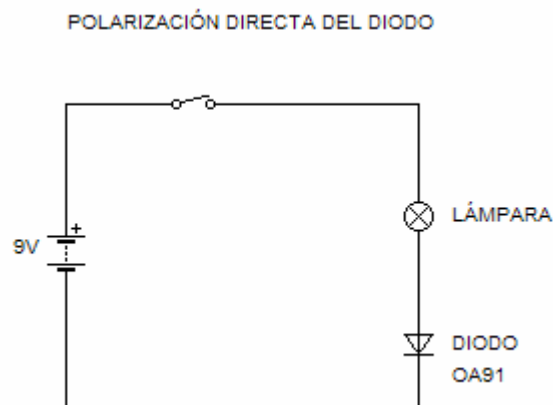 POLARIZACIÓN DIRECTA DEL DIODO
+
9V
LÁMPARA
DIODO
OA91